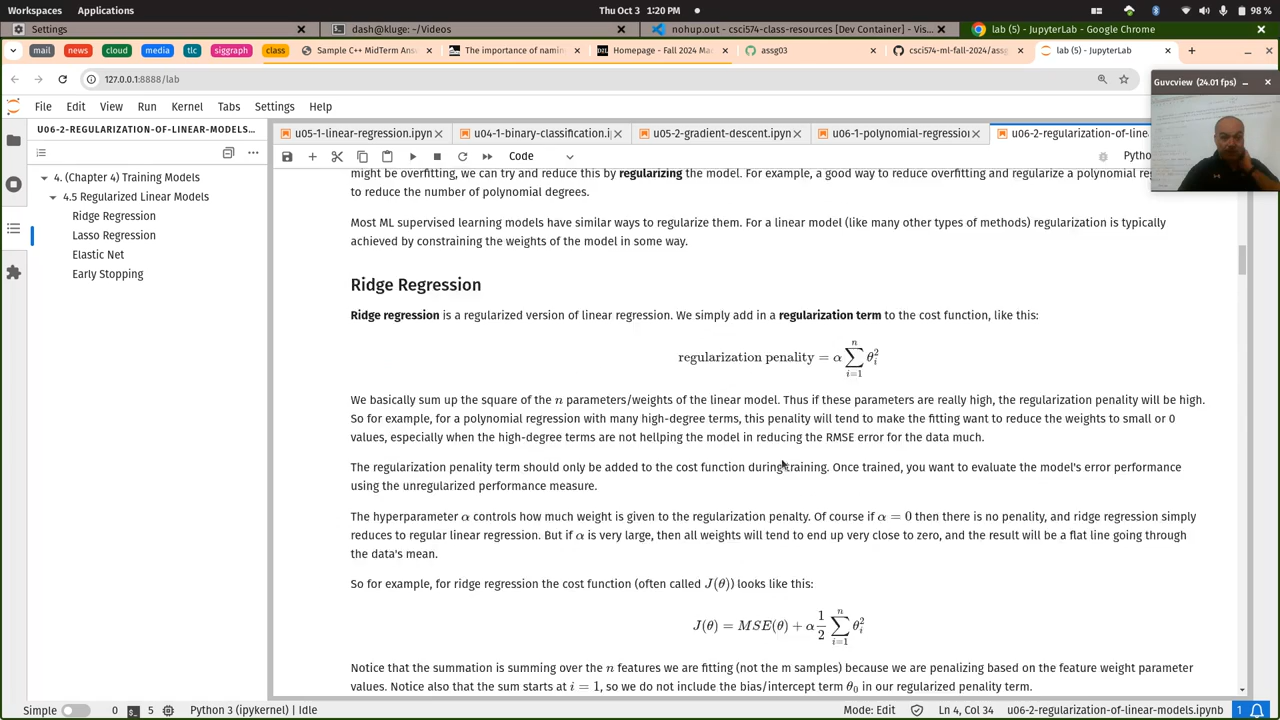 Workspaces Applications Thu Oct 3 1:20 PM 98 %
Settings dash@kluge: ~/Videos nohup.out - csci574-class-resources [Dev Container] - Vis... lab (5) - JupyterLab - Google Chrome
mail news cloud media tlc siggraph class Sample C++ MidTerm Ans The importance of namin Homepage - Fall 2024 Ma assg03 csci574-ml-fall-2024/assg lab (5) - JupyterLab
127.0.0.1:8888/lab
Guvcview (24.01 fps)
File Edit View Run Kernel Tabs Settings Help
U06-2-REGULARIZATION-OF-LINEAR-MODELS...
u05-1-linear-regression.ipynb u04-1-binary-classification.i u05-2-gradient-descent.ipynb u06-1-polynomial-regression u06-2-regularization-of-line
Code Pytho
4. (Chapter 4) Training Models
4.5 Regularized Linear Models
Ridge Regression
Lasso Regression
Elastic Net
Early Stopping
might be overfitting, we can try and reduce this by regularizing the model. For example, a good way to reduce overfitting and regularize a polynomial reg
to reduce the number of polynomial degrees.
Most ML supervised learning models have similar ways to regularize them. For a linear model (like many other types of methods) regularization is typically
achieved by constraining the weights of the model in some way.
Ridge Regression
Ridge regression is a regularized version of linear regression. We simply add in a regularization term to the cost function, like this:
regularization penality = α ∑_{i=1}^{n} θ_i^2
We basically sum up the square of the n parameters/weights of the linear model. Thus if these parameters are really high, the regularization penality will be high.
So for example, for a polynomial regression with many high-degree terms, this penality will tend to make the fitting want to reduce the weights to small or 0
values, especially when the high-degree terms are not hellping the model in reducing the RMSE error for the data much.
The regularization penality term should only be added to the cost function during training. Once trained, you want to evaluate the model's error performance
using the unregularized performance measure.
The hyperparameter α controls how much weight is given to the regularization penalty. Of course if α = 0 then there is no penality, and ridge regression simply
reduces to regular linear regression. But if α is very large, then all weights will tend to end up very close to zero, and the result will be a flat line going through
the data's mean.
So for example, for ridge regression the cost function (often called J(θ)) looks like this:
J(θ) = MSE(θ) + α 1/2 ∑_{i=1}^{n} θ_i^2
Notice that the summation is summing over the n features we are fitting (not the m samples) because we are penalizing based on the feature weight parameter
values. Notice also that the sum starts at i = 1, so we do not include the bias/intercept term θ_0 in our regularized penality term.
Simple 0 5 Python 3 (ipykernel) | Idle Mode: Edit Ln 4, Col 34 u06-2-regularization-of-linear-models.ipynb 1